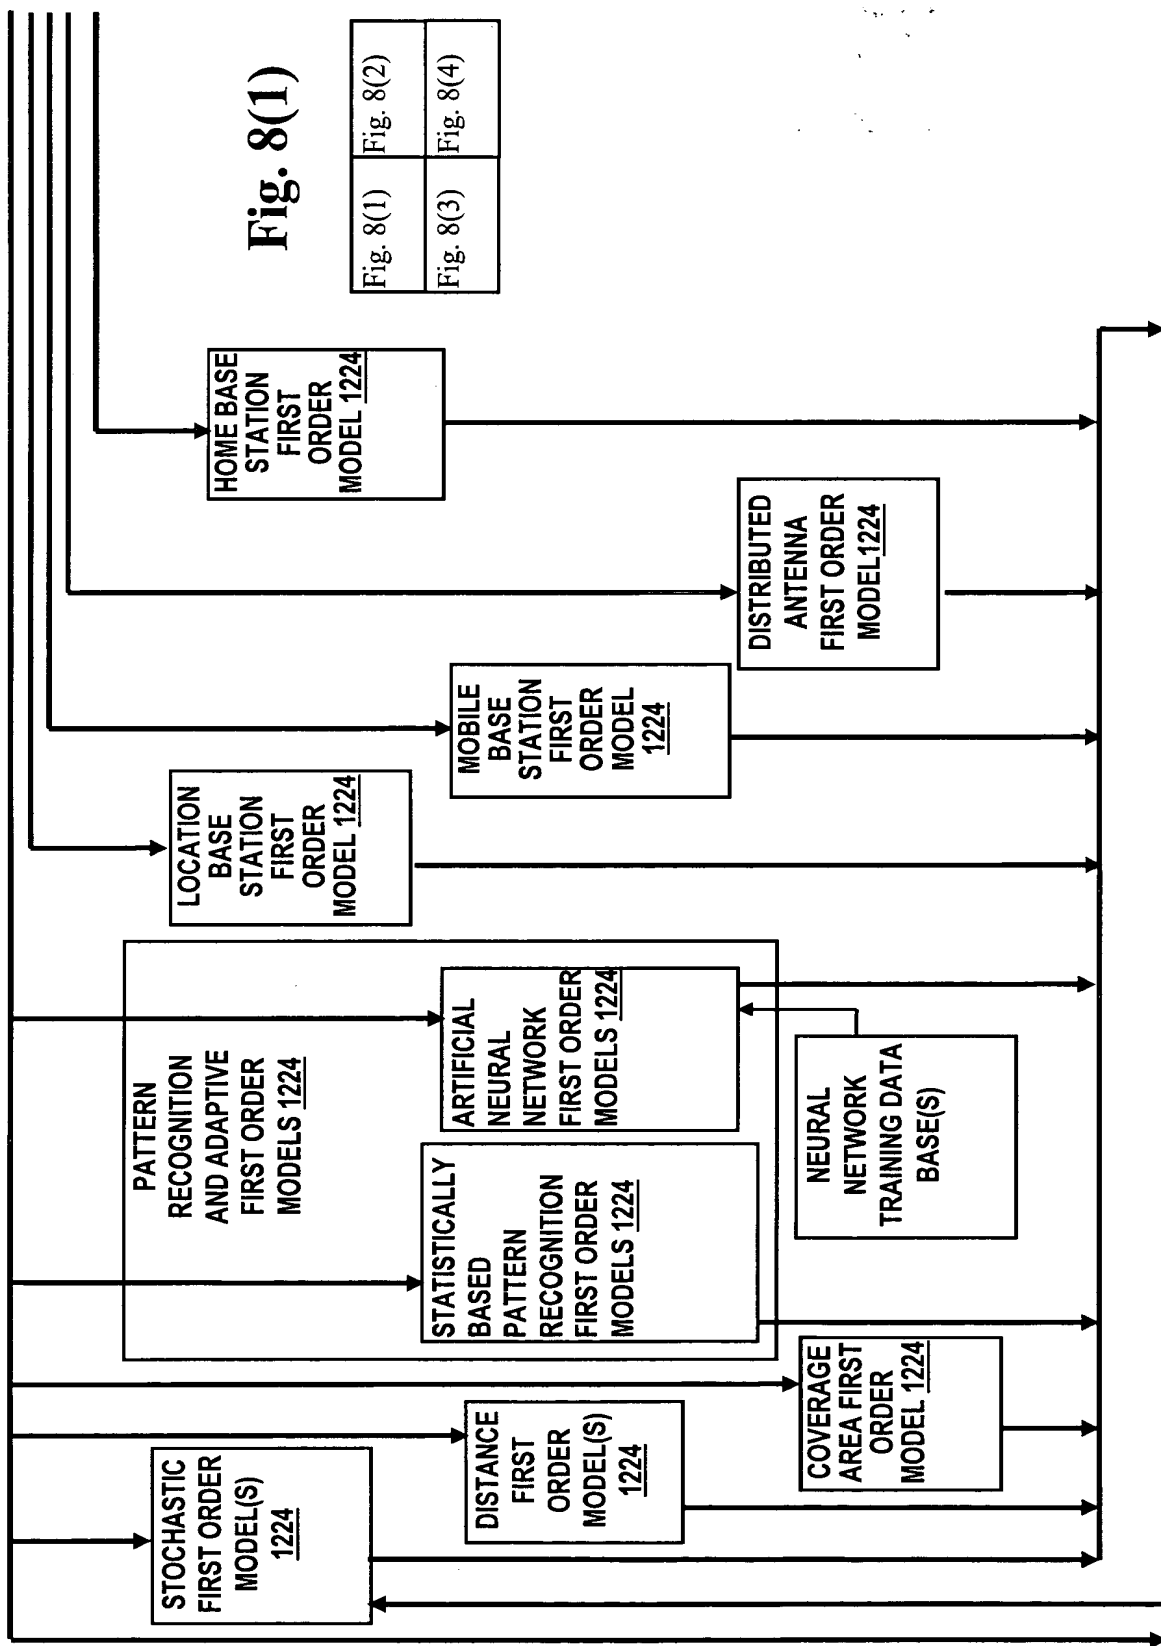 Fig. 8(1)
Fig. 8(1) Fig. 8(2)
Fig. 8(3) Fig. 8(4)
STOCHASTIC
FIRST ORDER
MODEL(S)
1224
DISTANCE
FIRST
ORDER
MODEL(S)
1224
COVERAGE
AREA FIRST
ORDER
MODEL 1224
PATTERN
RECOGNITION
AND ADAPTIVE
FIRST ORDER
MODELS 1224
STATISTICALLY
BASED
PATTERN
RECOGNITION
FIRST ORDER
MODELS 1224
ARTIFICIAL
NEURAL
NETWORK
FIRST ORDER
MODELS 1224
NEURAL
NETWORK
TRAINING DATA
BASE(S)
LOCATION
BASE
STATION
FIRST
ORDER
MODEL 1224
MOBILE
BASE
STATION
FIRST
ORDER
MODEL
1224
DISTRIBUTED
ANTENNA
FIRST ORDER
MODEL1224
HOME BASE
STATION
FIRST
ORDER
MODEL 1224